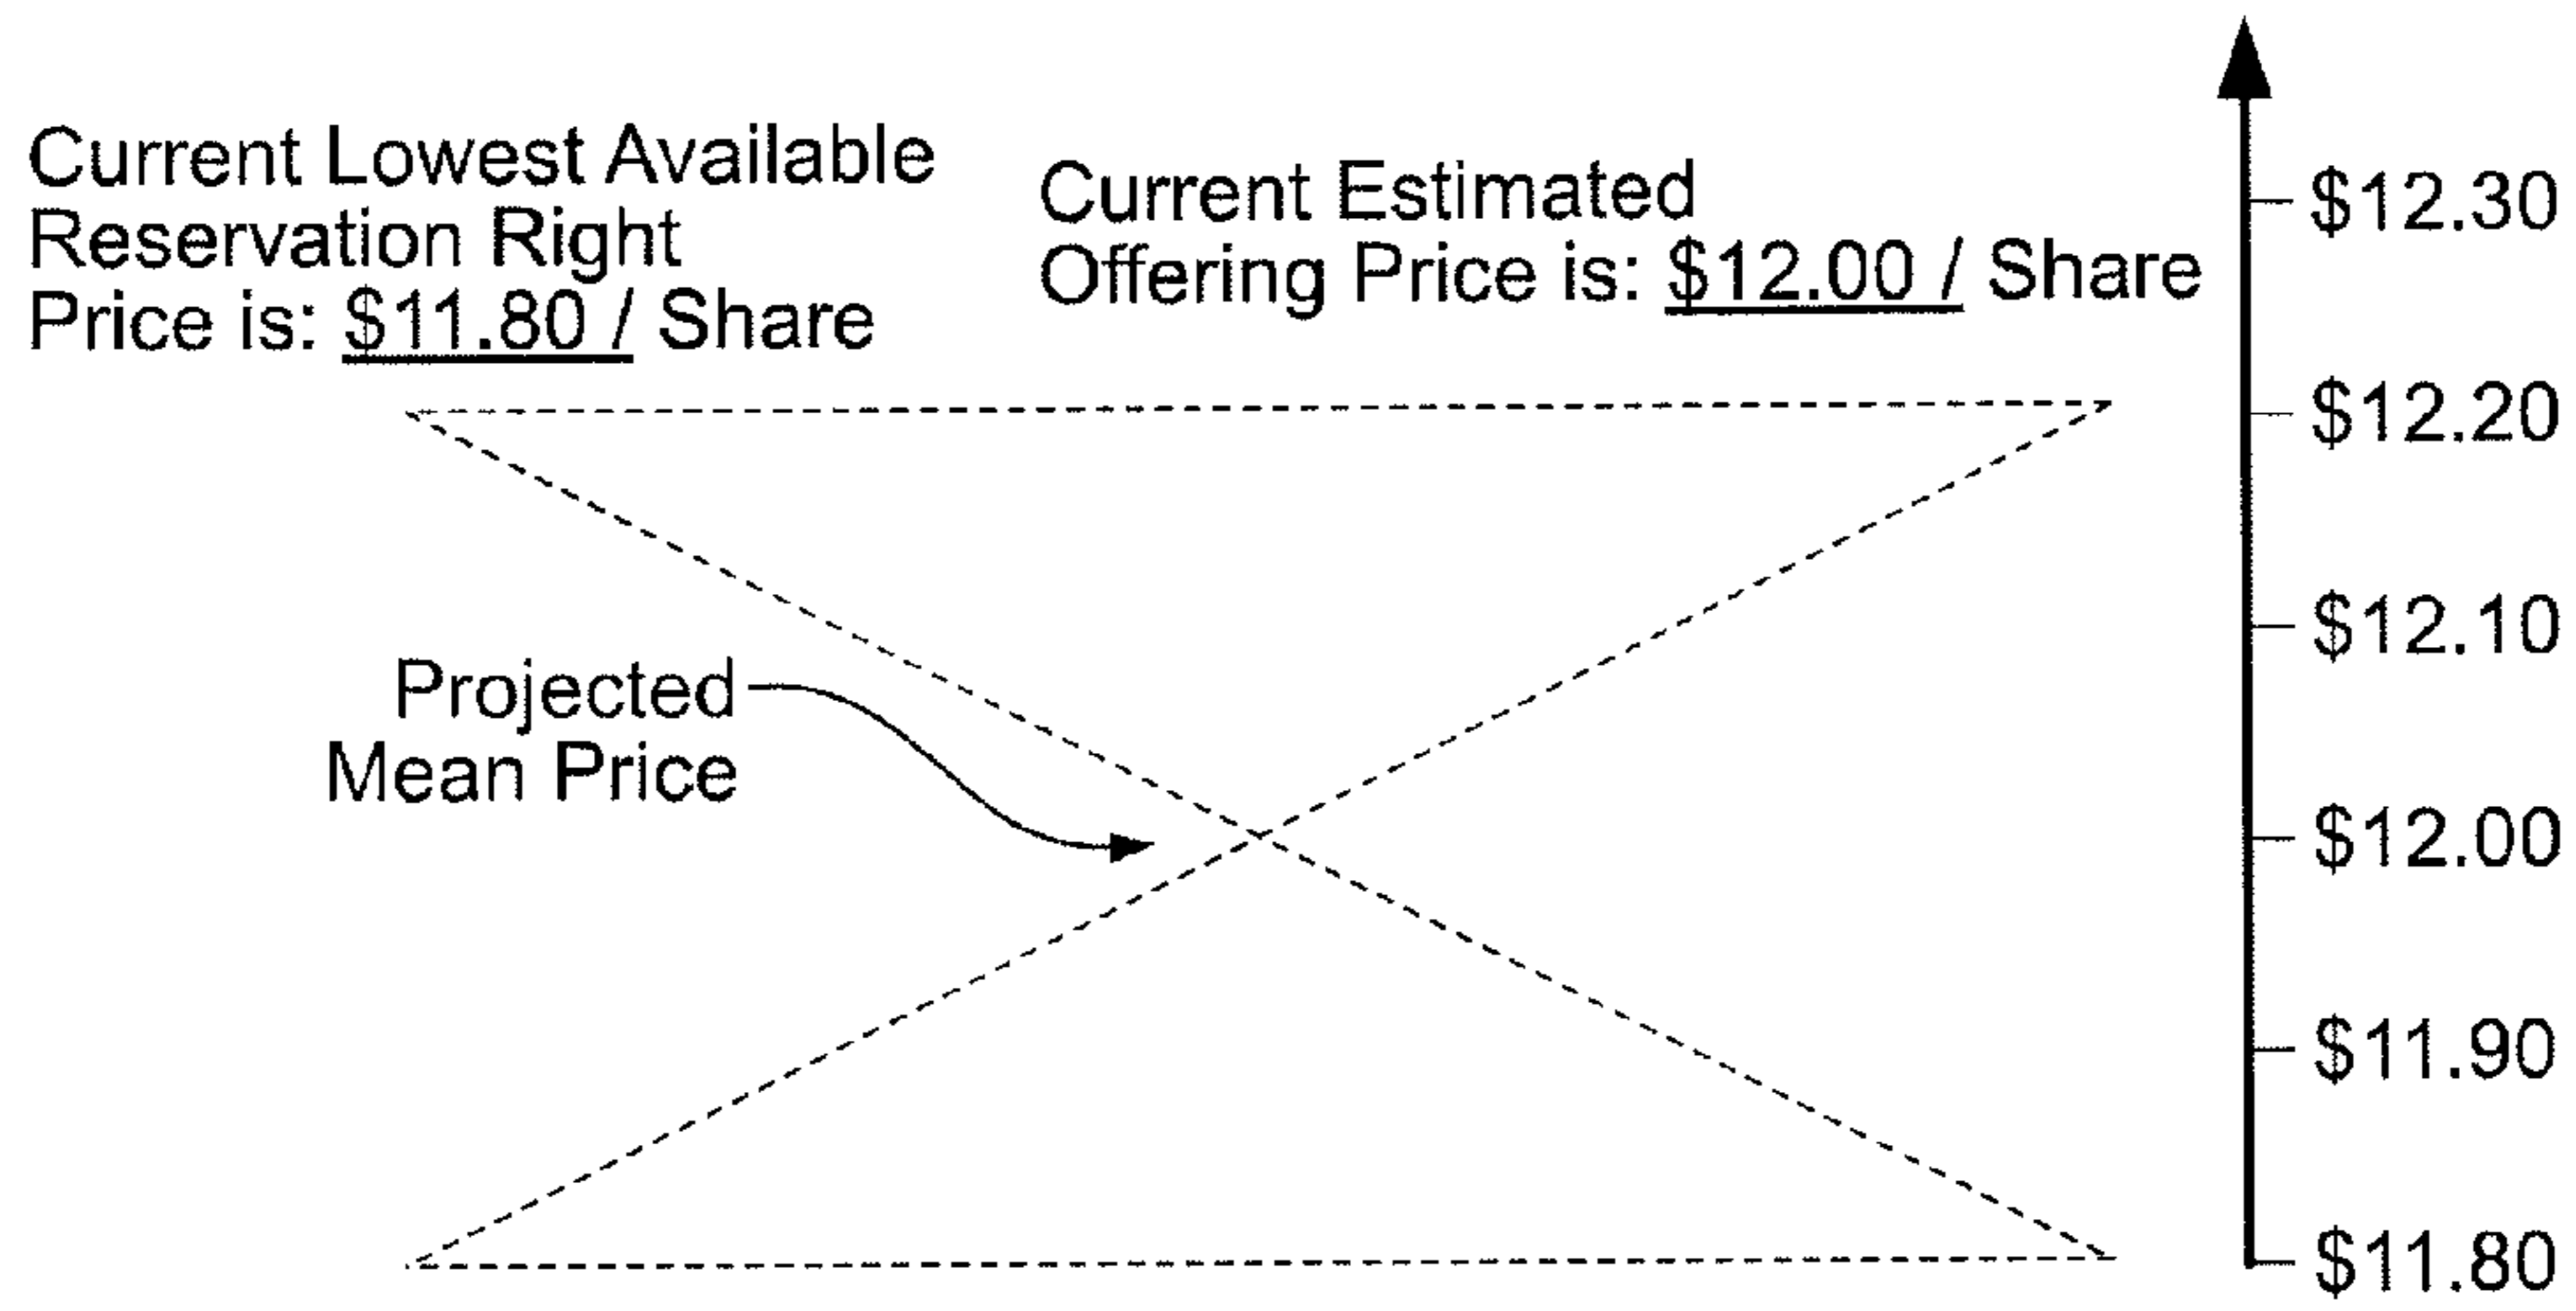 Current Lowest Available
Reservation Right
Price is: $11.80 / Share
Current Estimated
Offering Price is: $12.00 / Share
Projected
Mean Price
$12.30
$12.20
$12.10
$12.00
$11.90
$11.80